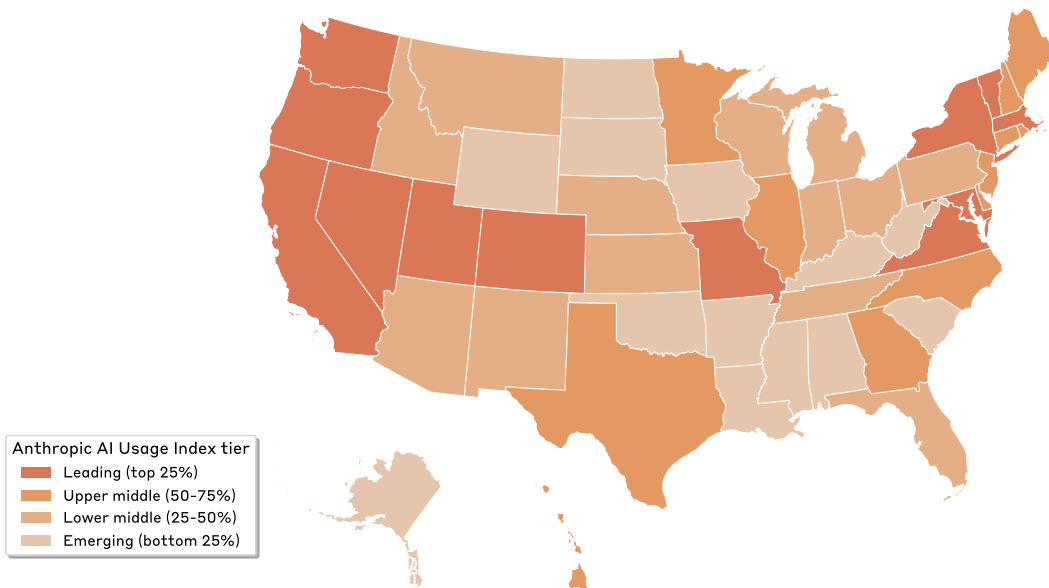 Anthropic AI Usage Index tier
Leading (top 25%)
Upper middle (50-75%)
Lower middle (25-50%)
Emerging (bottom 25%)